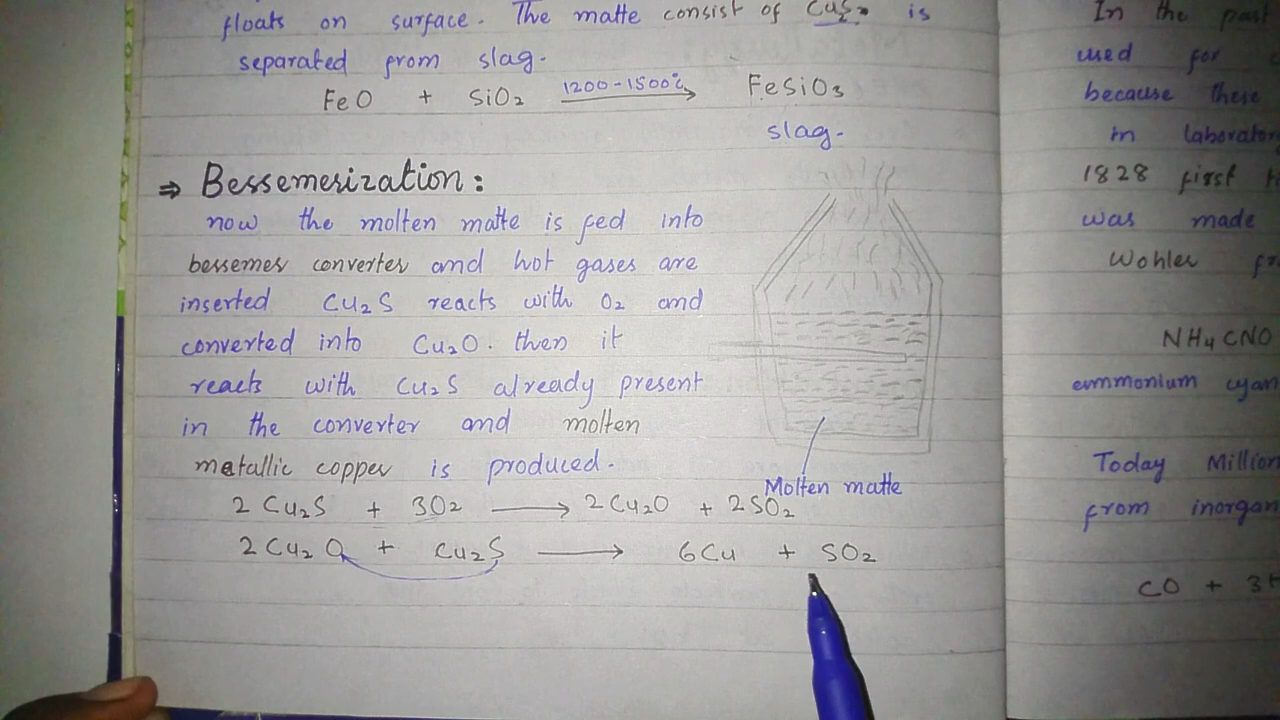 floats on surface. The matte consist of Cu2S. is
separated from slag.
FeO + SiO2 1200-1500℃ → FeSiO3
slag.
⇒ Bessemerization:
now the molten matte is fed into
bessemer converter and hot gases are
inserted Cu2S reacts with O2 and
converted into Cu2O. then it
reacts with Cu2S already present
in the converter and molten
metallic copper is produced.
Molten matte
2 Cu2S + 3O2 → 2Cu2O + 2SO2
2Cu2O + Cu2S → 6Cu + SO2
In the past
used for
because these
in laborator
1828 first
was made
Wohler
NH4CNO
emmonium cyan
Today Million
from inorgan
CO + 3